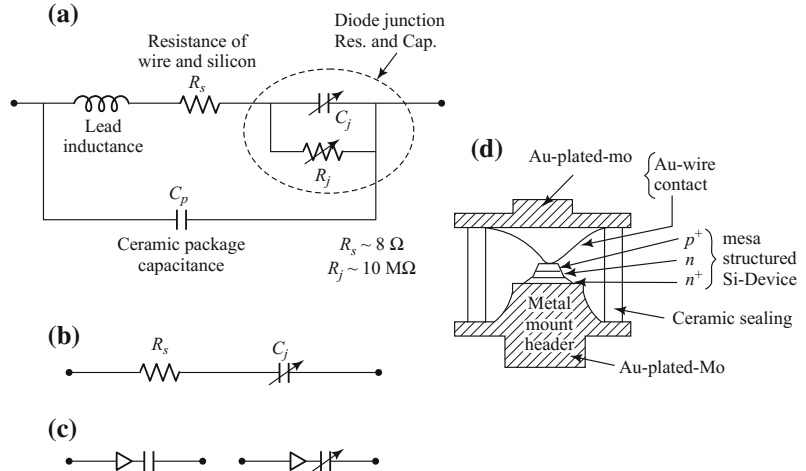 (a)
Resistance of
wire and silicon
Rs
Diode junction
Res. and Cap.
Lead
inductance
Cj
Rj
Cp
Ceramic package
capacitance
Rs ~ 8 Ω
Rj ~ 10 MΩ
(b)
Rs
Cj
(c)
(d)
Au-plated-mo
Au-wire
contact
p+
n
n+
mesa
structured
Si-Device
Metal
mount
header
Ceramic sealing
Au-plated-Mo